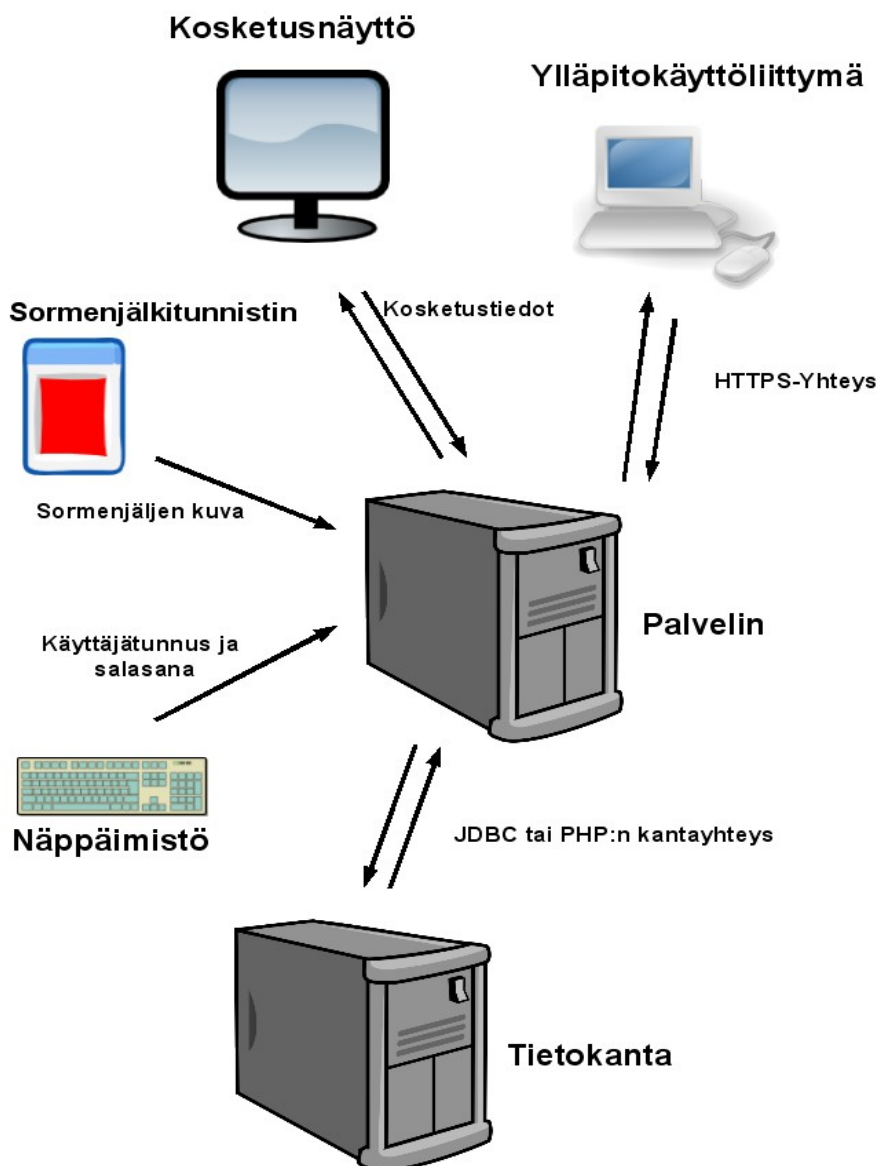 Kosketusnäyttö
Ylläpitokäyttöliittymä
Sormenjälkitunnistin
Kosketustiedot
HTTPS-Yhteys
Sormenjäljen kuva
Palvelin
Käyttäjätunnus ja
salasana
Näppäimistö
JDBC tai PHP:n kantayhteys
Tietokanta